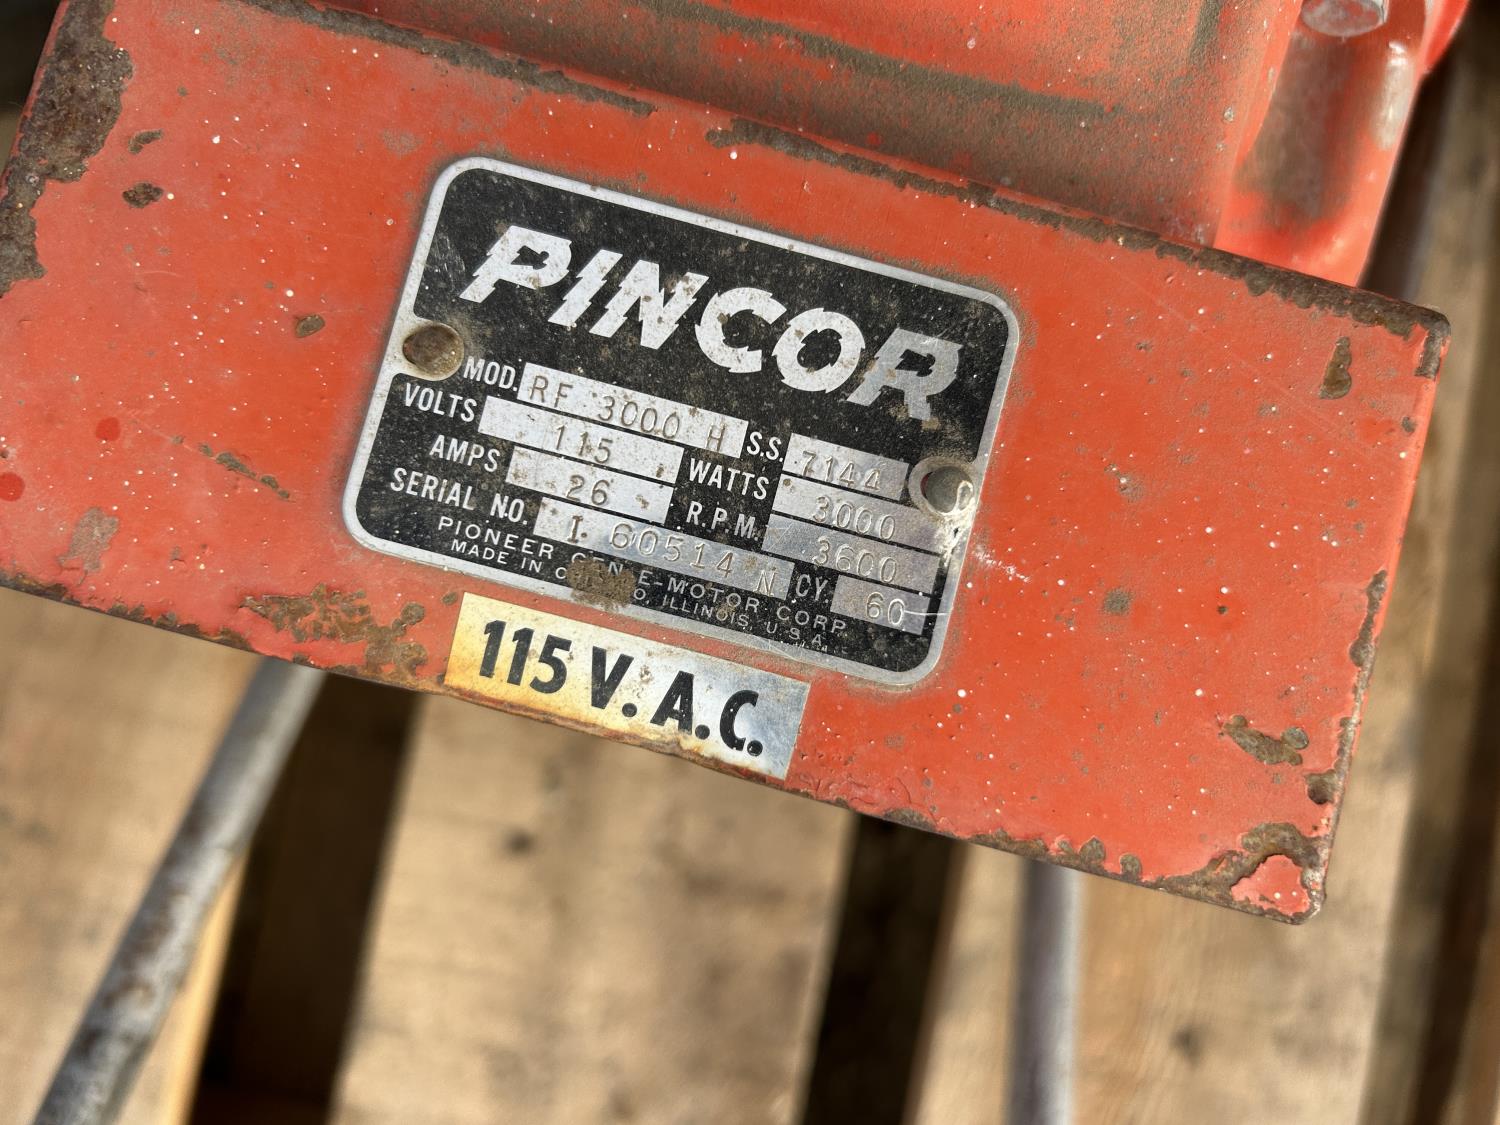 PINCOR
MOD. RF 3000 H S.S. 7144
VOLTS 115 WATTS 3000
AMPS 26 R.P.M. 3600
SERIAL NO. I 60514 N CY. 60
PIONEER GEN-E-MOTOR CORP
MADE IN ILLINOIS, U.S.A.
115 V. A.C.